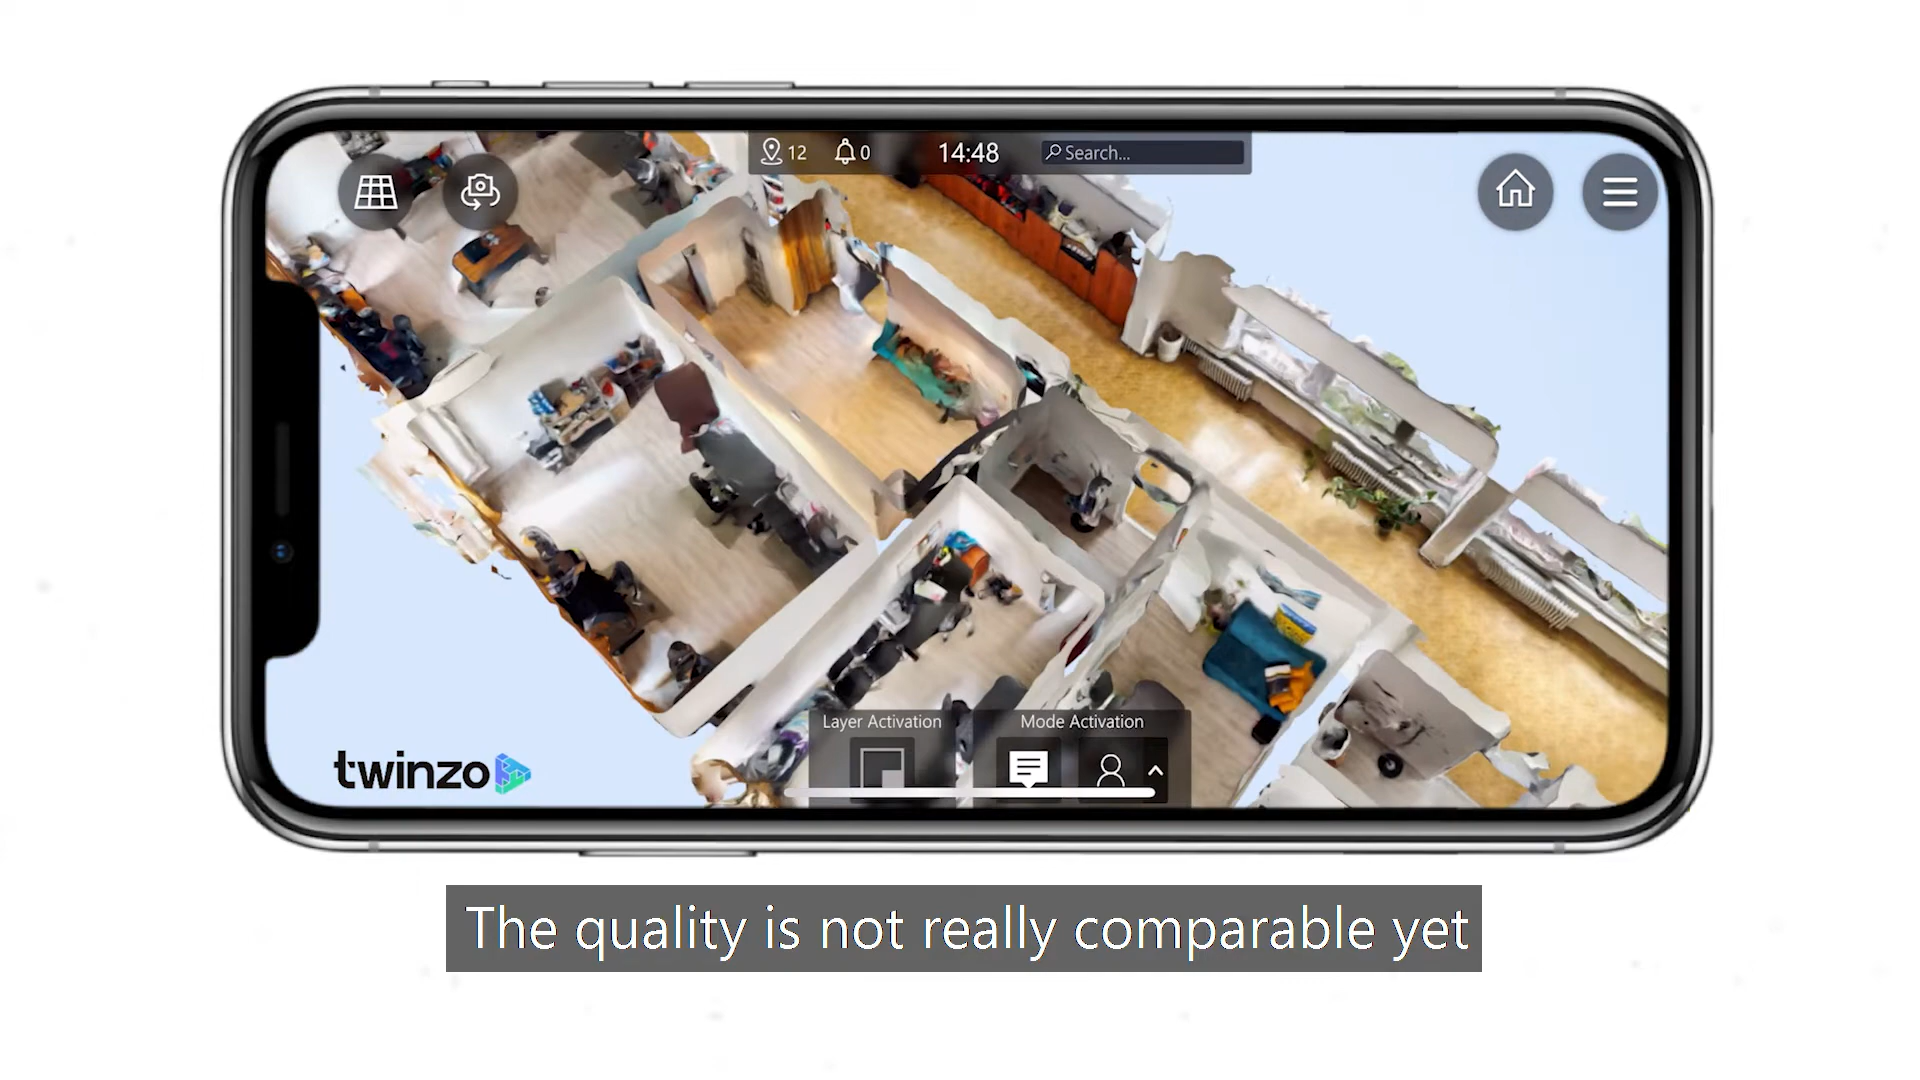 12
0
14:48
Search...
Layer Activation
Mode Activation
twinzo
The quality is not really comparable yet